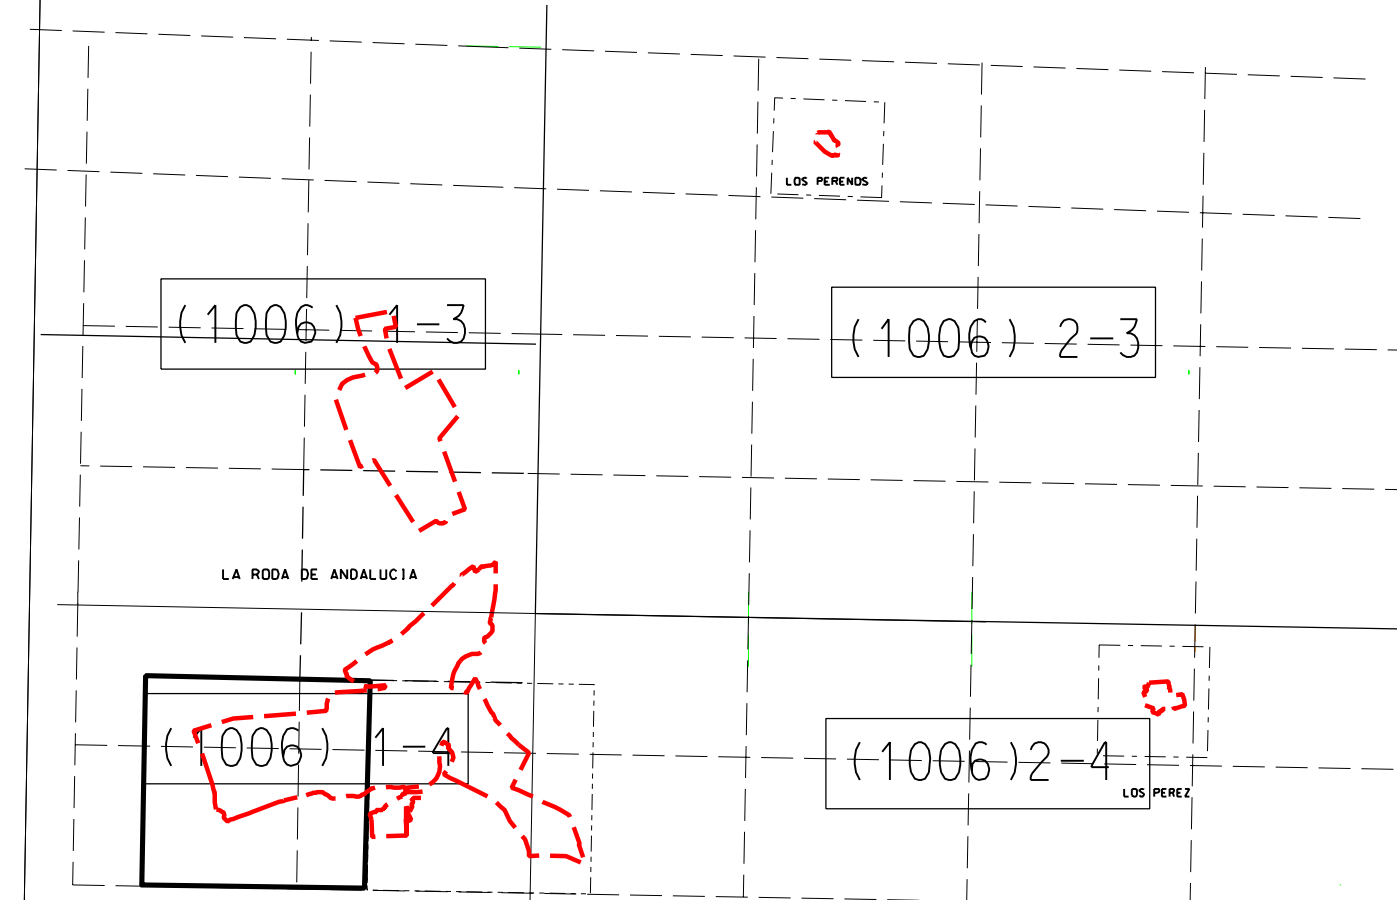 LOS PERENOS
(1006) 1-3
(1006) 2-3
LA RODA DE ANDALUCIA
(1006) 1-4
(1006)2-4
LOS PEREZ